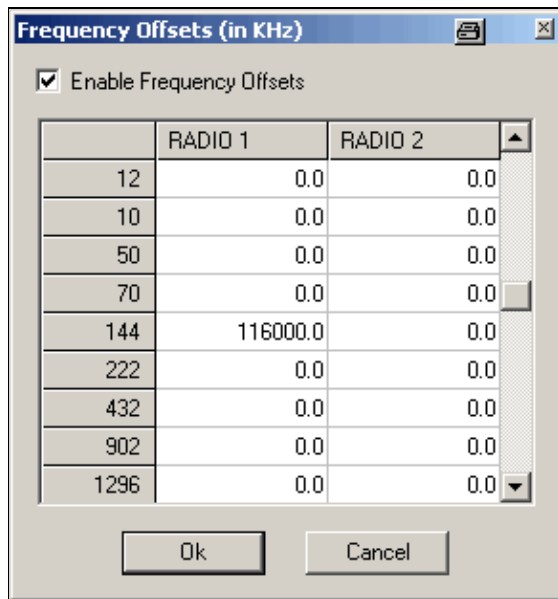 Frequency Offsets (in KHz)
Enable Frequency Offsets
RADIO 1 RADIO 2
12 0.0 0.0
10 0.0 0.0
50 0.0 0.0
70 0.0 0.0
144 116000.0 0.0
222 0.0 0.0
432 0.0 0.0
902 0.0 0.0
1296 0.0 0.0
Ok Cancel